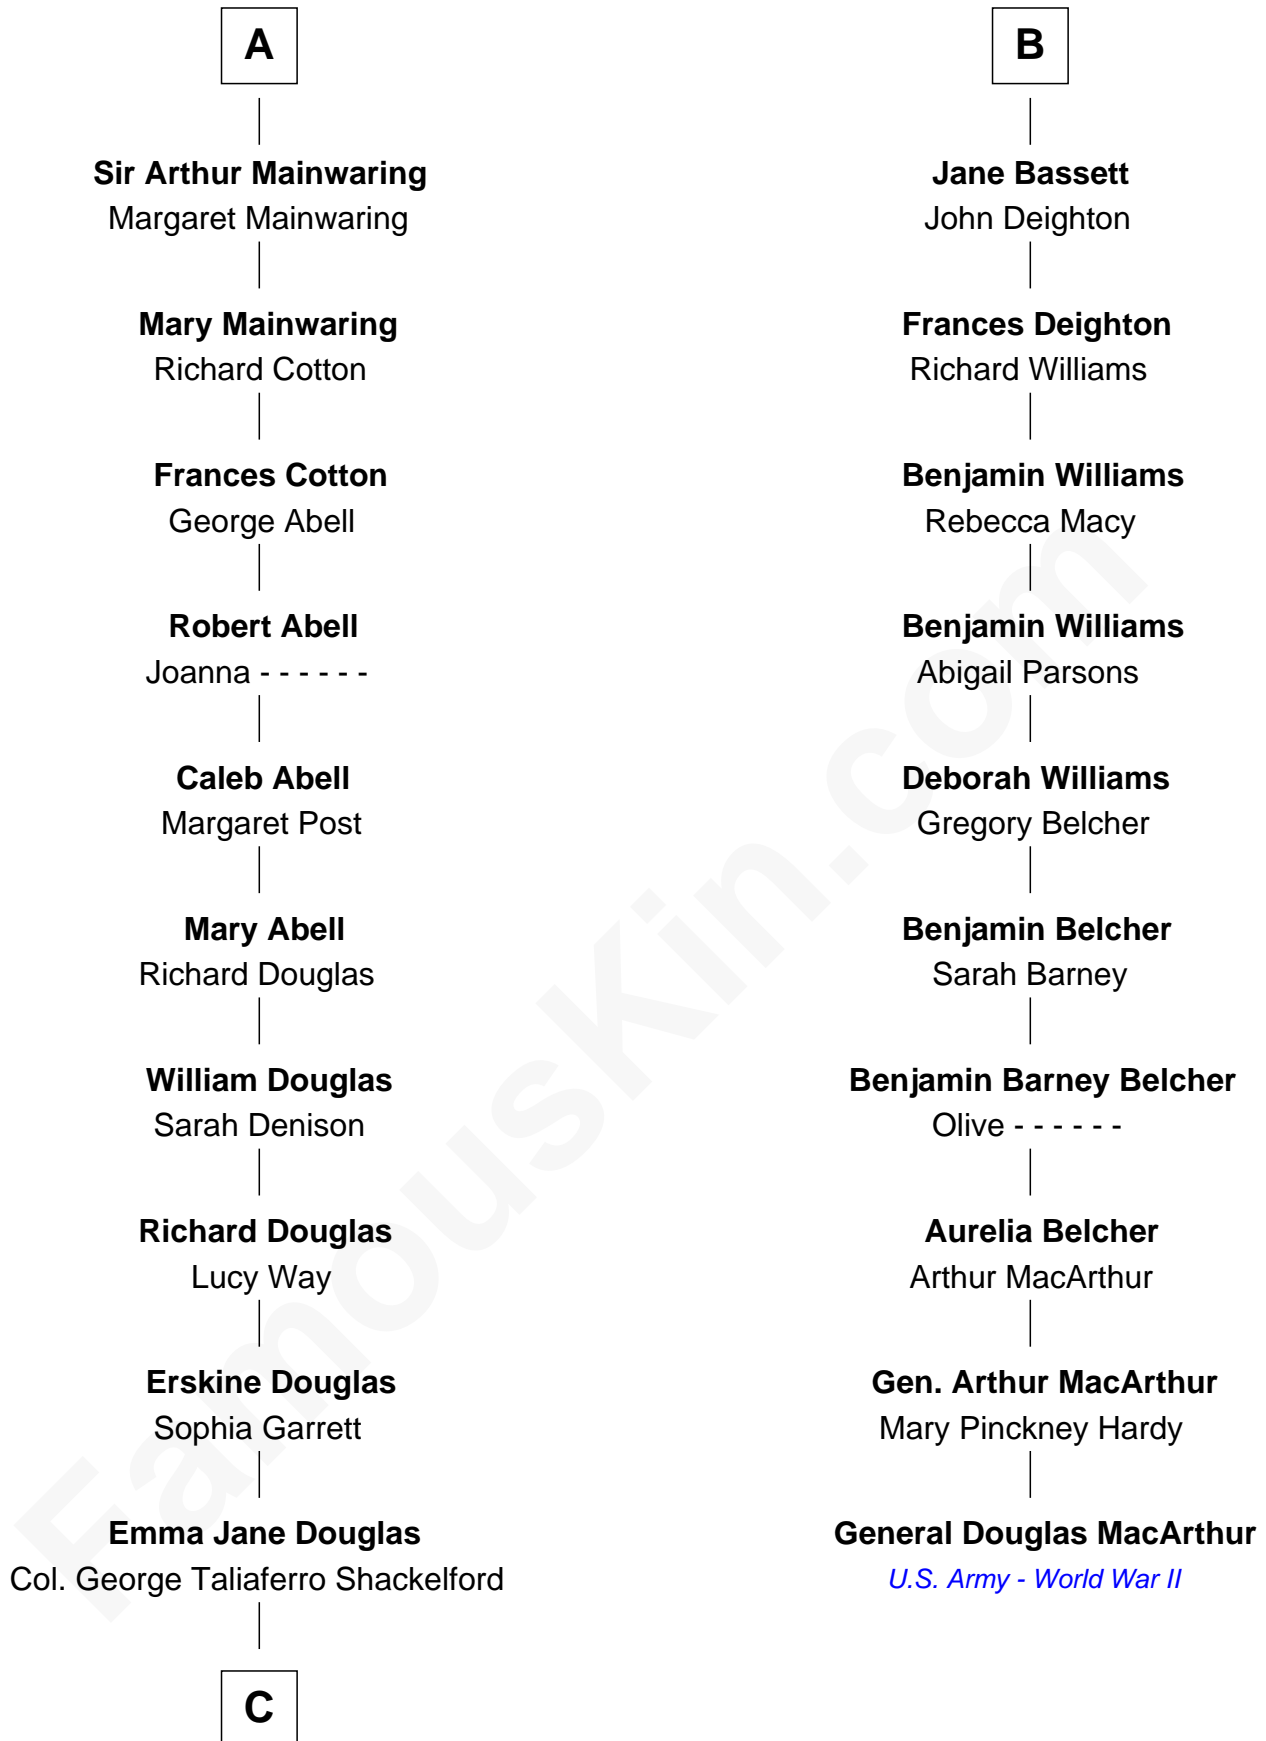 A
Sir Arthur Mainwaring
Margaret Mainwaring
Mary Mainwaring
Richard Cotton
Frances Cotton
George Abell
Robert Abell
Joanna - - - - - -
Caleb Abell
Margaret Post
Mary Abell
Richard Douglas
William Douglas
Sarah Denison
Richard Douglas
Lucy Way
Erskine Douglas
Sophia Garrett
Emma Jane Douglas
Col. George Taliaferro Shackelford
C
B
Jane Bassett
John Deighton
Frances Deighton
Richard Williams
Benjamin Williams
Rebecca Macy
Benjamin Williams
Abigail Parsons
Deborah Williams
Gregory Belcher
Benjamin Belcher
Sarah Barney
Benjamin Barney Belcher
Olive - - - - - -
Aurelia Belcher
Arthur MacArthur
Gen. Arthur MacArthur
Mary Pinckney Hardy
General Douglas MacArthur
U.S. Army - World War II
FamousKin.com